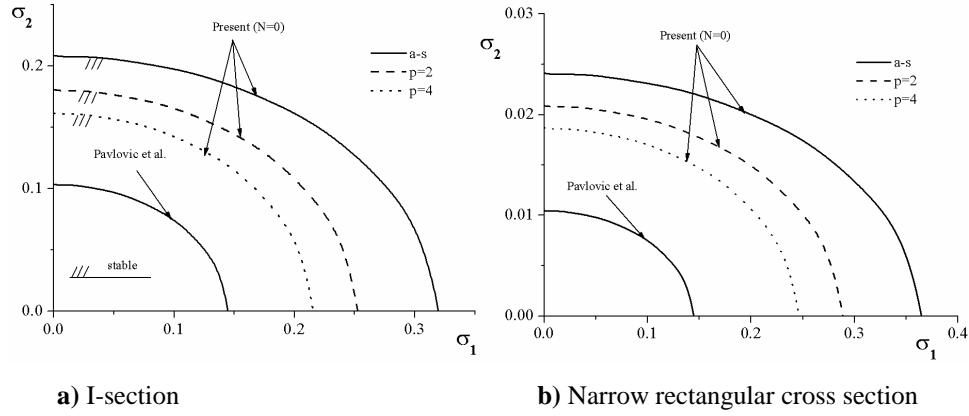 σ2
0.2
0.1
0.0
0.0 0.1 0.2 0.3
σ1
Present (N=0)
a-s
p=2
p=4
Pavlovic et al.
stable
σ2
0.03
0.02
0.01
0.00
0.0 0.1 0.2 0.3 0.4
σ1
Present (N=0)
a-s
p=2
p=4
Pavlovic et al.
a) I-section
b) Narrow rectangular cross section